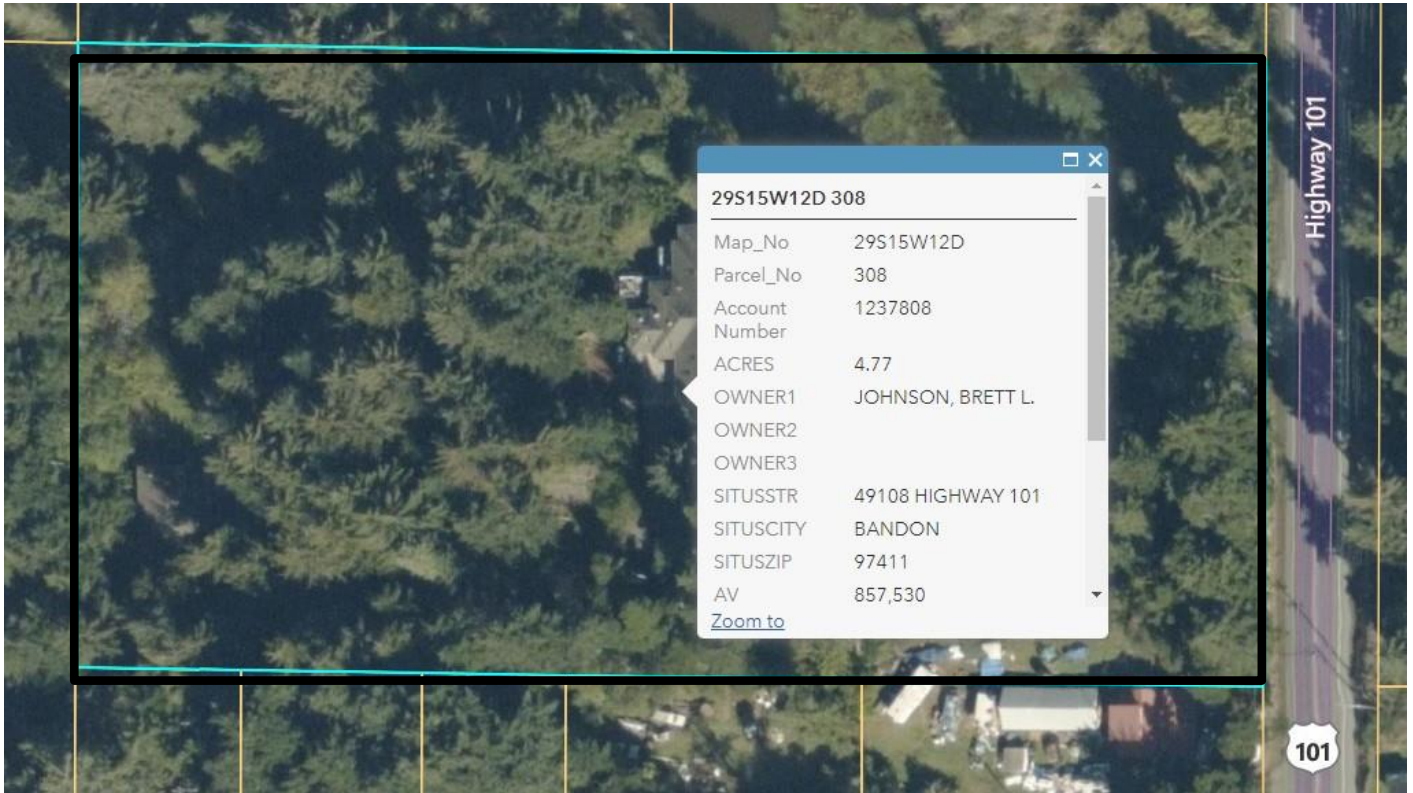 Highway 101
29S15W12D 308
Map_No 29S15W12D
Parcel_No 308
Account Number 1237808
ACRES 4.77
OWNER1 JOHNSON, BRETT L.
OWNER2
OWNER3
SITUSSTR 49108 HIGHWAY 101
SITUSCITY BANDON
SITUSZIP 97411
AV 857,530
Zoom to
101